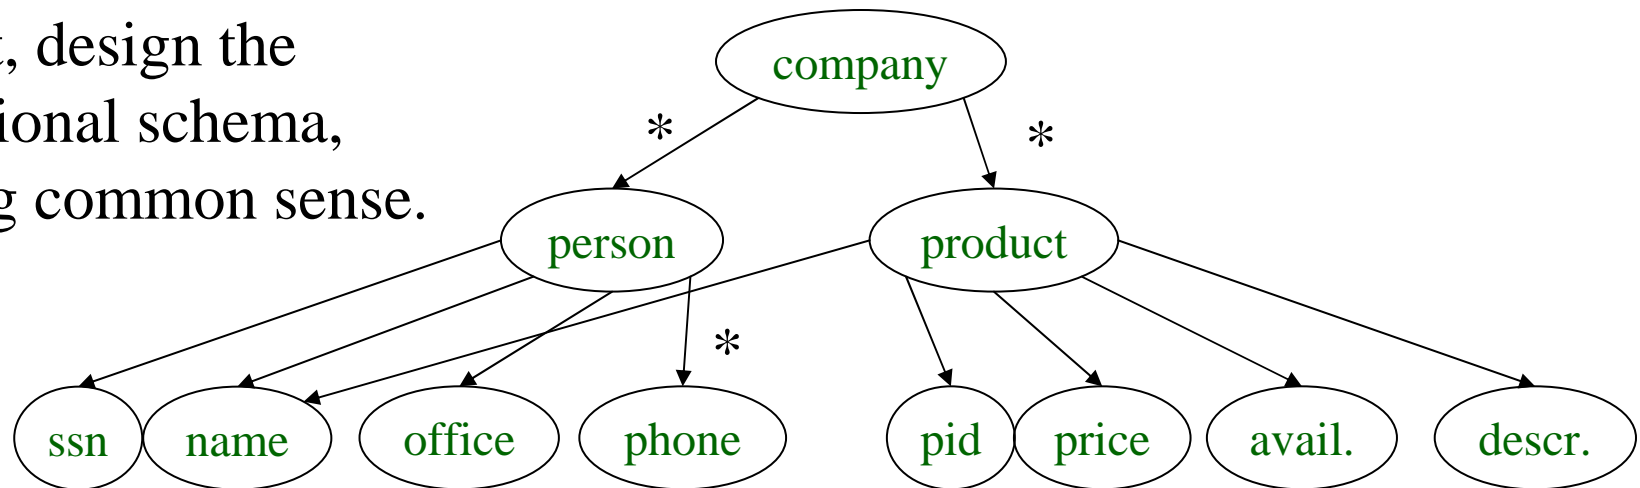 , design the
ional schema,
g common sense.
company
*
*
person
product
*
ssn
name
office
phone
pid
price
avail.
descr.